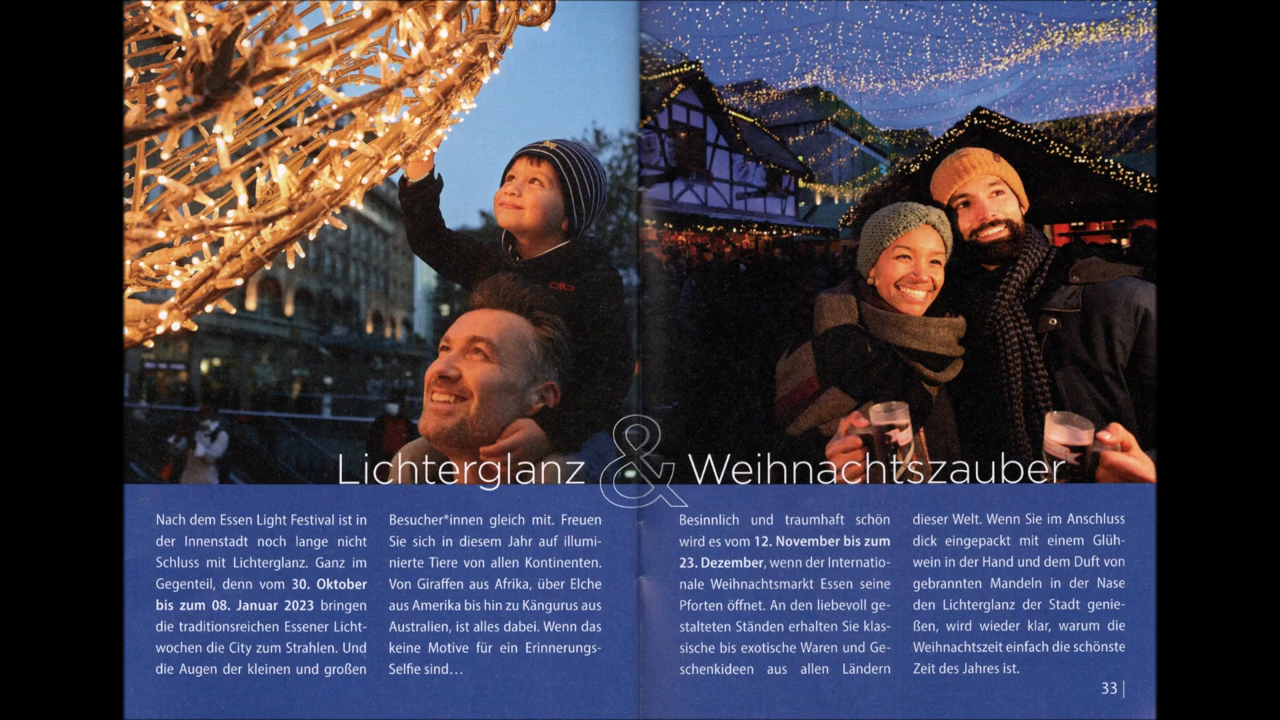 Lichterglanz & Weihnachtszauber
Nach dem Essen Light Festival ist in
der Innenstadt noch lange nicht
Schluss mit Lichterglanz. Ganz im
Gegenteil, denn vom 30. Oktober
bis zum 08. Januar 2023 bringen
die traditionsreichen Essener Licht-
wochen die City zum Strahlen. Und
die Augen der kleinen und großen
Besucher*innen gleich mit. Freuen
Sie sich in diesem Jahr auf illumi-
nierte Tiere von allen Kontinenten.
Von Giraffen aus Afrika, über Elche
aus Amerika bis hin zu Kängurus aus
Australien, ist alles dabei. Wenn das
keine Motive für ein Erinnerungs-
Selfie sind…
Besinnlich und traumhaft schön
wird es vom 12. November bis zum
23. Dezember, wenn der Internatio-
nale Weihnachtsmarkt Essen seine
Pforten öffnet. An den liebevoll ge-
stalteten Ständen erhalten Sie klas-
sische bis exotische Waren und Ge-
schenkideen aus allen Ländern
dieser Welt. Wenn Sie im Anschluss
dick eingepackt mit einem Glüh-
wein in der Hand und dem Duft von
gebrannten Mandeln in der Nase
den Lichterglanz der Stadt genie-
ßen, wird wieder klar, warum die
Weihnachtszeit einfach die schönste
Zeit des Jahres ist.
33 |